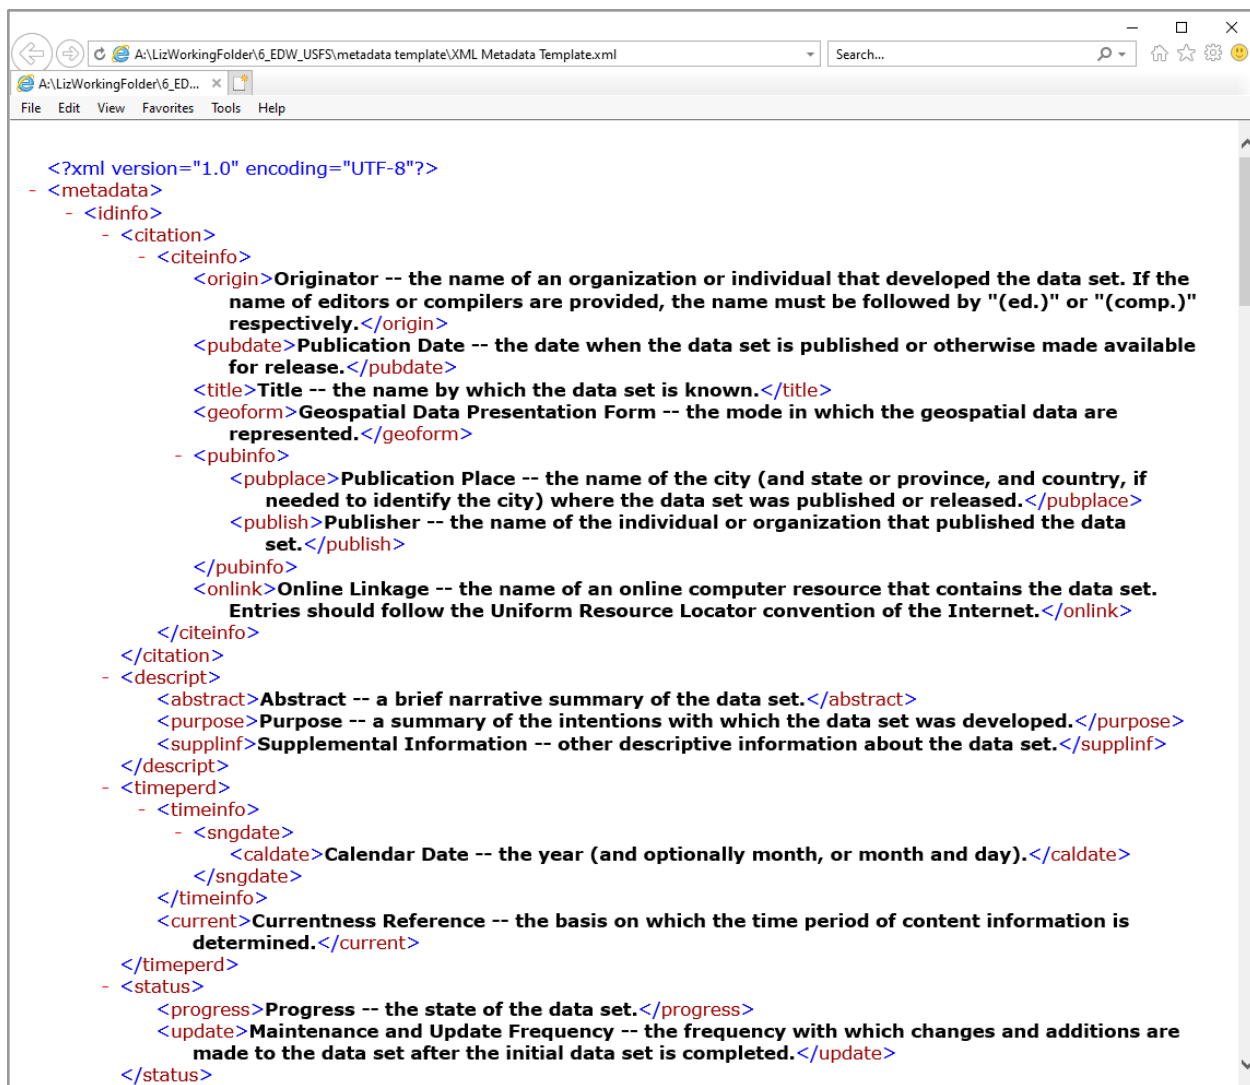 A:\LizWorkingFolder\6_EDW_USFS\metadata template\XML Metadata Template.xml
Search...
A:\LizWorkingFolder\6_ED...
File Edit View Favorites Tools Help
<?xml version="1.0" encoding="UTF-8"?>
- <metadata>
- <idinfo>
- <citation>
- <citeinfo>
<origin>Originator -- the name of an organization or individual that developed the data set. If the
name of editors or compilers are provided, the name must be followed by "(ed.)" or "(comp.)"
respectively.</origin>
<pubdate>Publication Date -- the date when the data set is published or otherwise made available
for release.</pubdate>
<title>Title -- the name by which the data set is known.</title>
<geoform>Geospatial Data Presentation Form -- the mode in which the geospatial data are
represented.</geoform>
- <pubinfo>
<pubplace>Publication Place -- the name of the city (and state or province, and country, if
needed to identify the city) where the data set was published or released.</pubplace>
<publish>Publisher -- the name of the individual or organization that published the data
set.</publish>
</pubinfo>
<onlink>Online Linkage -- the name of an online computer resource that contains the data set.
Entries should follow the Uniform Resource Locator convention of the Internet.</onlink>
</citeinfo>
</citation>
- <descript>
<abstract>Abstract -- a brief narrative summary of the data set.</abstract>
<purpose>Purpose -- a summary of the intentions with which the data set was developed.</purpose>
<supplinf>Supplemental Information -- other descriptive information about the data set.</supplinf>
</descript>
- <timeperd>
- <timeinfo>
- <sngdate>
<caldate>Calendar Date -- the year (and optionally month, or month and day).</caldate>
</sngdate>
</timeinfo>
<current>Currentness Reference -- the basis on which the time period of content information is
determined.</current>
</timeperd>
- <status>
<progress>Progress -- the state of the data set.</progress>
<update>Maintenance and Update Frequency -- the frequency with which changes and additions are
made to the data set after the initial data set is completed.</update>
</status>